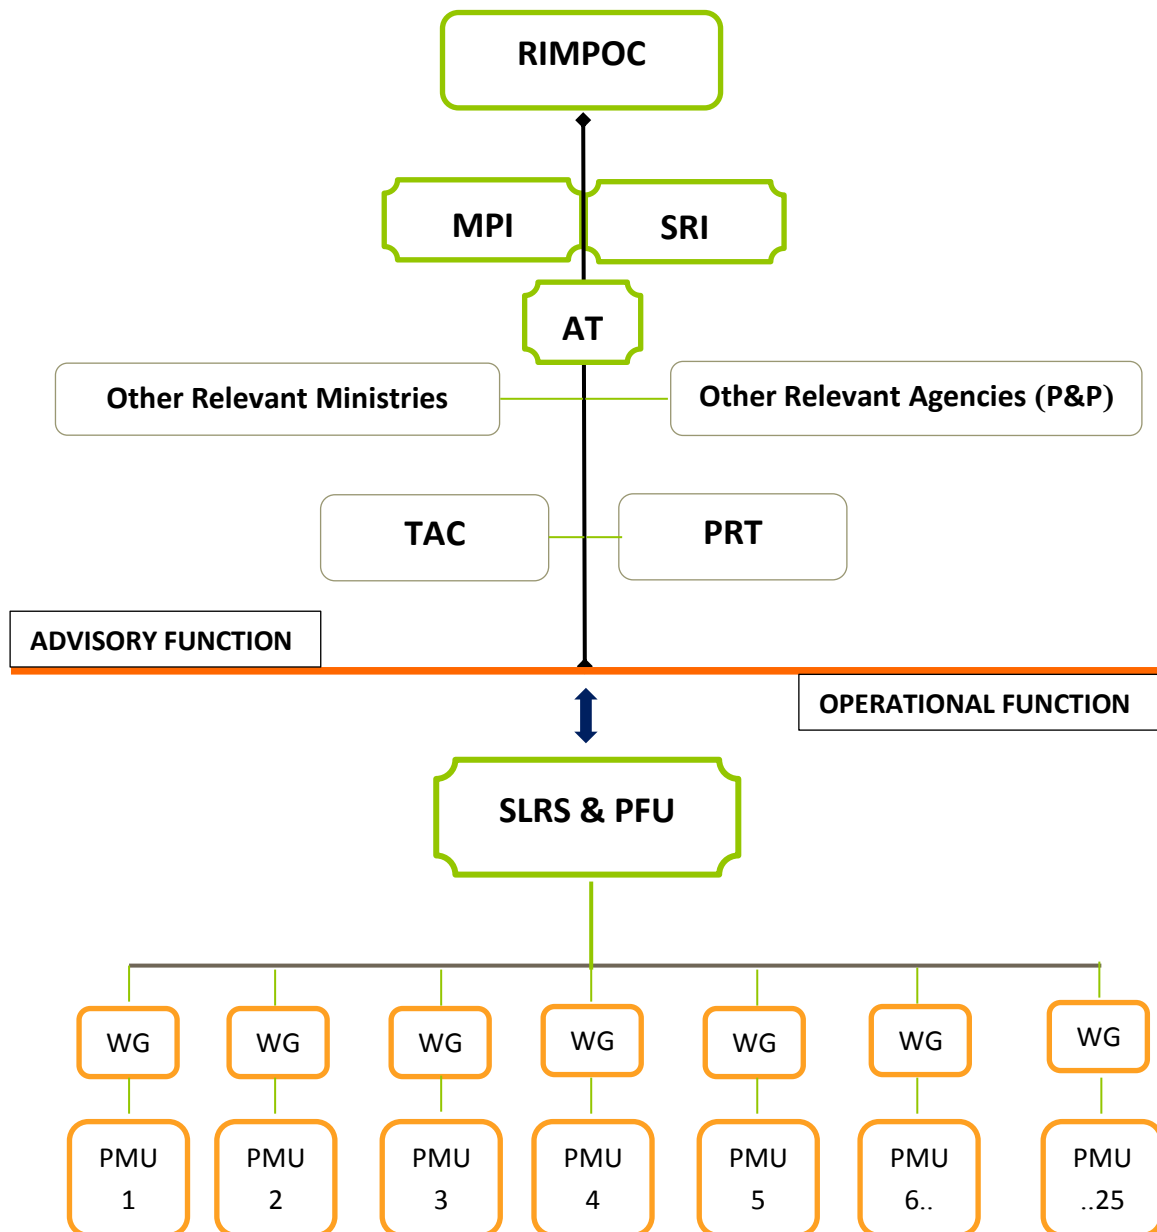 RIMPOC
MPI
SRI
AT
Other Relevant Ministries
Other Relevant Agencies (P&P)
TAC
PRT
ADVISORY FUNCTION
OPERATIONAL FUNCTION
SLRS & PFU
WG
WG
WG
WG
WG
WG
WG
PMU
1
PMU
2
PMU
3
PMU
4
PMU
5
PMU
6..
PMU
..25